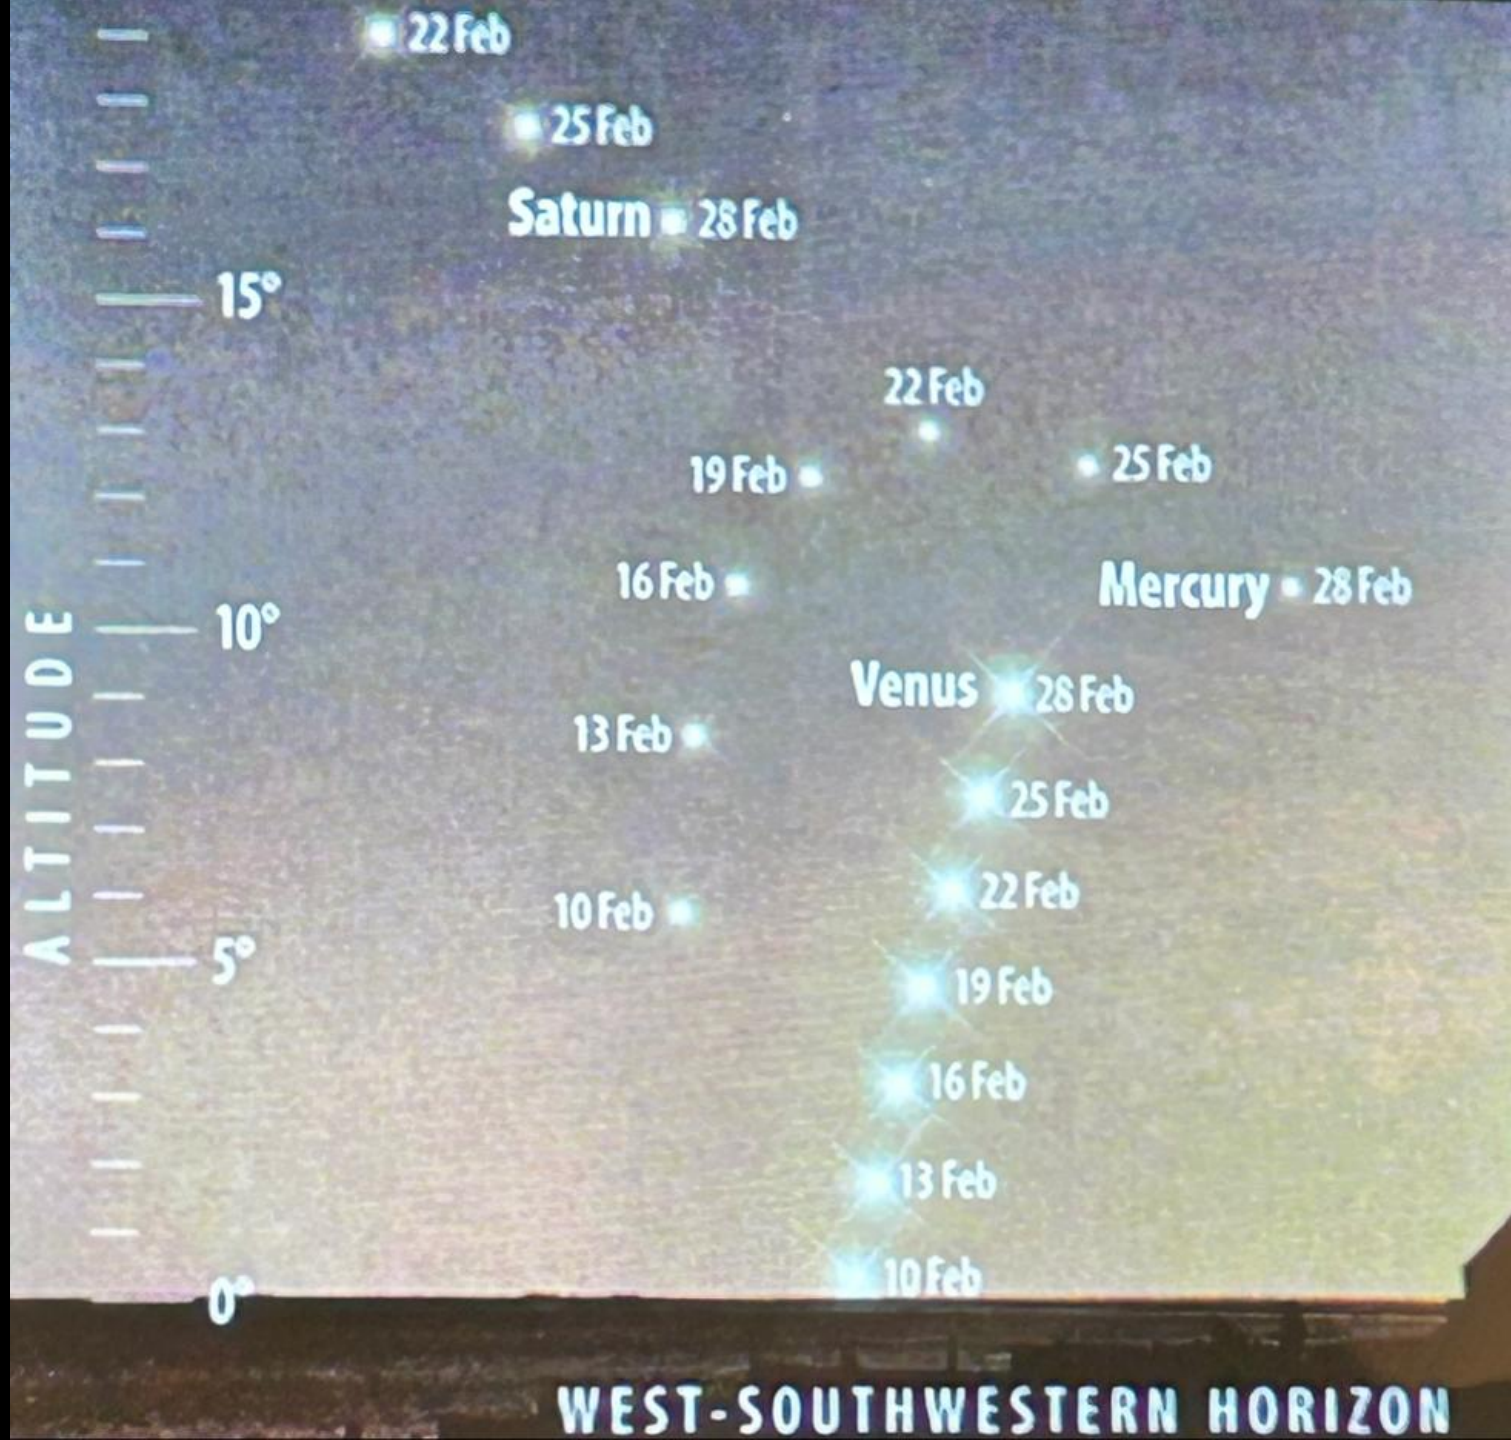 22 Feb
25 Feb
Saturn 28 Feb
15°
22 Feb
19 Feb
25 Feb
16 Feb
Mercury 28 Feb
10°
Venus 28 Feb
13 Feb
25 Feb
22 Feb
10 Feb
5°
19 Feb
16 Feb
13 Feb
10 Feb
0°
ALTITUDE
WEST-SOUTHWESTERN HORIZON